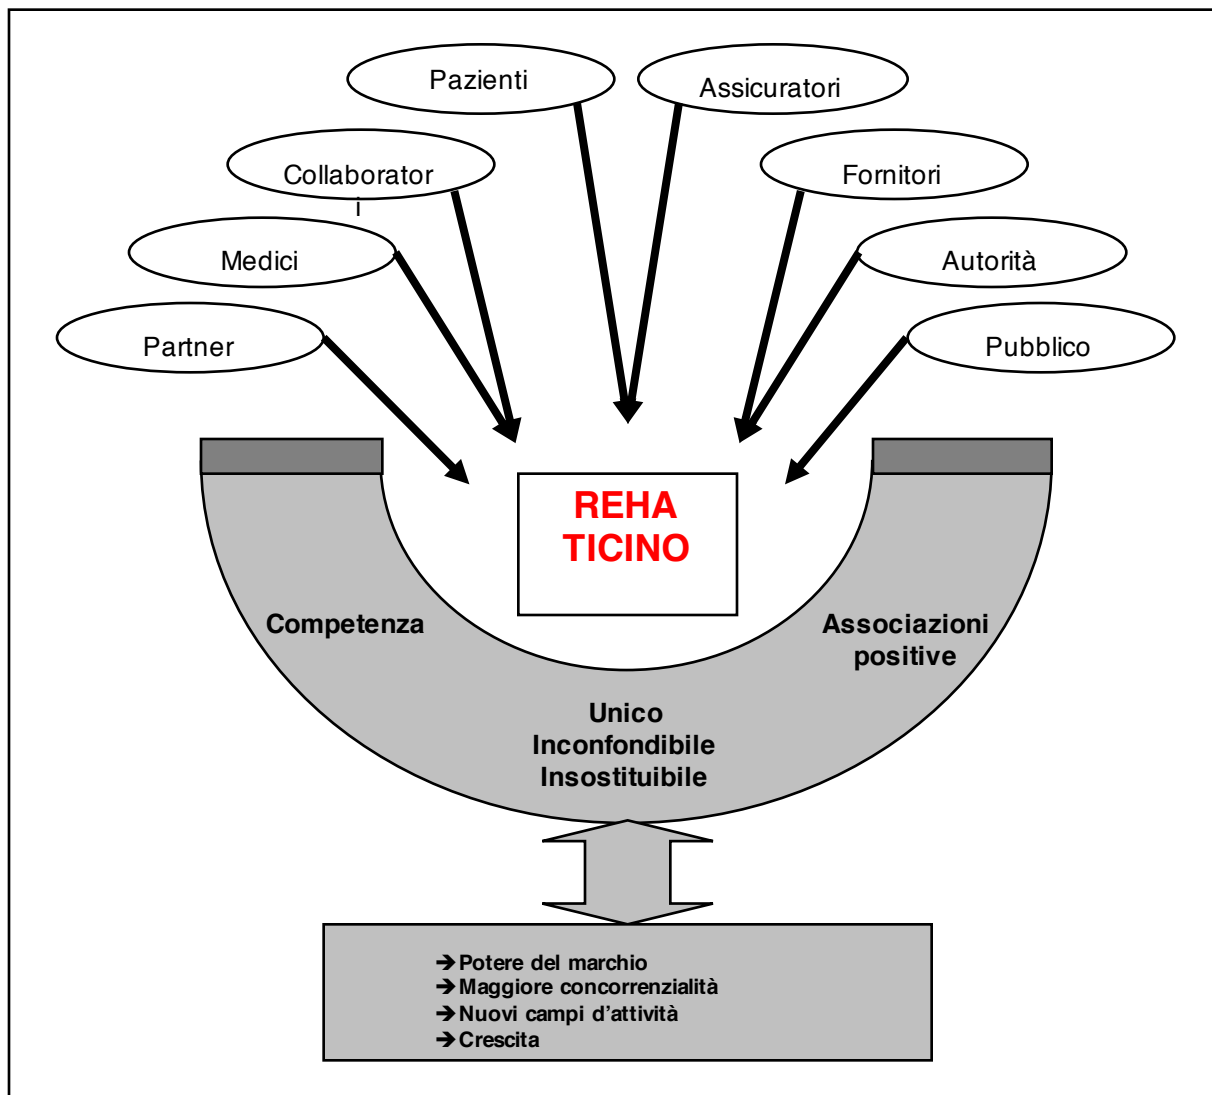 Pazienti
Assicuratori
Collaborator
i
Fornitori
Medici
Autorità
Partner
Pubblico
REHA
TICINO
Competenza
Associazioni
positive
Unico
Inconfondibile
Insostituibile
➔Potere del marchio
➔Maggiore concorrenzialità
➔Nuovi campi d'attività
➔Crescita